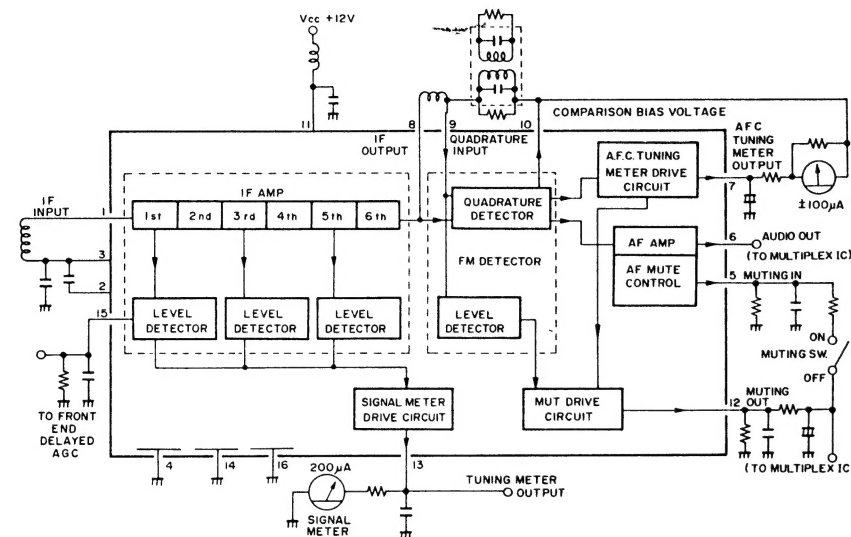 Vcc +12V
11
8
9
10
COMPARISON BIAS VOLTAGE
IF
OUTPUT
QUADRATURE
INPUT
A F C
TUNING
METER
OUTPUT
7
±100μA
IF
INPUT
1
3
2
15
IF AMP
1st
2nd
3rd
4th
5th
6th
LEVEL
DETECTOR
LEVEL
DETECTOR
LEVEL
DETECTOR
QUADRATURE
DETECTOR
FM DETECTOR
LEVEL
DETECTOR
A.F.C. TUNING
METER DRIVE
CIRCUIT
AF AMP
AF MUTE
CONTROL
6
AUDIO OUT
(TO MULTIPLEX IC)
5
MUTING IN
ON
MUTING SW.
OFF
12
MUTING
OUT
(TO MULTIPLEX IC
TO FRONT
END
DELAYED
AGC
SIGNAL METER
DRIVE CIRCUIT
MUT DRIVE
CIRCUIT
4
14
16
13
200μA
SIGNAL
METER
TUNING METER
OUTPUT